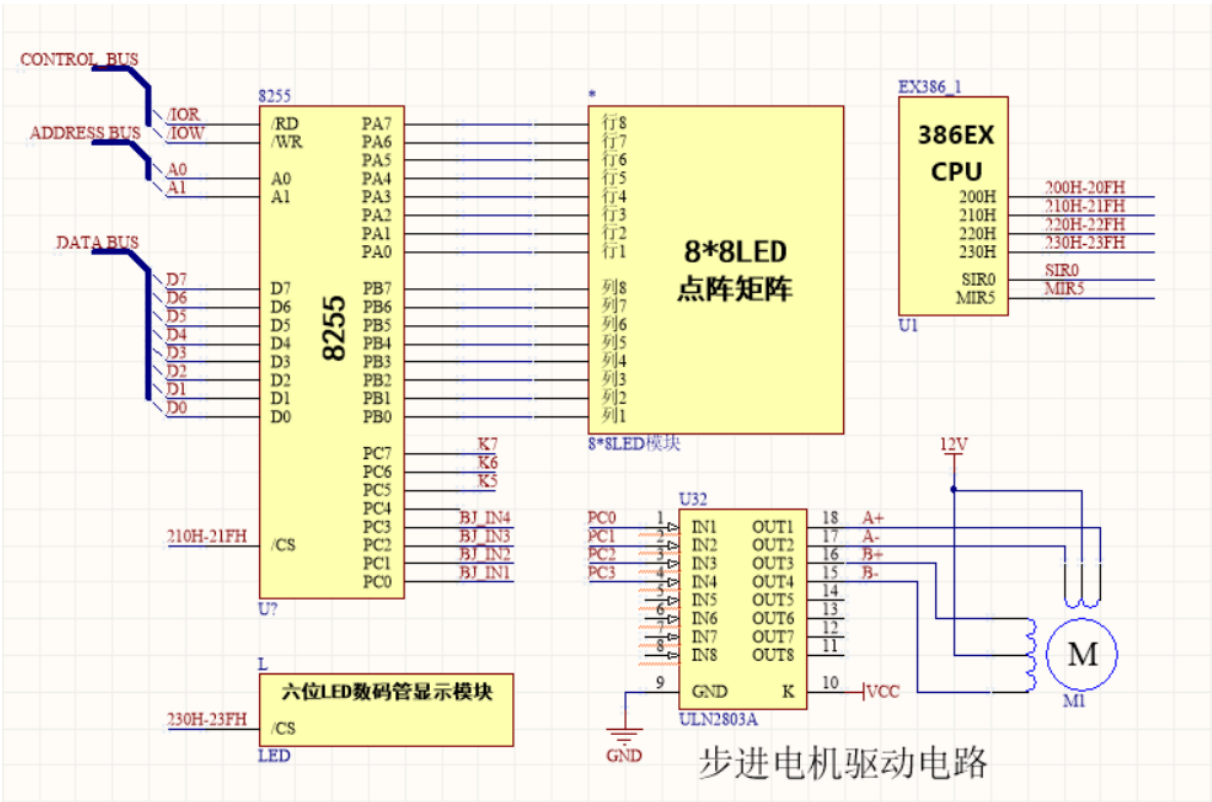 CONTROL BUS
/IOR
/IOW
ADDRESS BUS
A0
A1
DATA BUS
D7
D6
D5
D4
D3
D2
D1
D0
210H-21FH
8255
/RD
/WR
A0
A1
D7
D6
D5
D4
D3
D2
D1
D0
/CS
8255
PA7
PA6
PA5
PA4
PA3
PA2
PA1
PA0
PB7
PB6
PB5
PB4
PB3
PB2
PB1
PB0
PC7
PC6
PC5
PC4
PC3
PC2
PC1
PC0
U?
K7
K6
K5
BJ_IN4
BJ_IN3
BJ_IN2
BJ_IN1
*
行8
行7
行6
行5
行4
行3
行2
行1
列8
列7
列6
列5
列4
列3
列2
列1
8*8LED
点阵矩阵
8*8LED模块
EX386_1
386EX
CPU
200H
210H
220H
230H
SIR0
MIR5
U1
200H-20FH
210H-21FH
220H-22FH
230H-23FH
SIR0
MIR5
L
六位LED数码管显示模块
230H-23FH
/CS
LED
U32
PC0
PC1
PC2
PC3
1
2
3
4
5
6
7
8
9
IN1
IN2
IN3
IN4
IN5
IN6
IN7
IN8
GND
OUT1
OUT2
OUT3
OUT4
OUT5
OUT6
OUT7
OUT8
K
18
17
16
15
14
13
12
11
10
A+
A-
B+
B-
VCC
ULN2803A
GND
12V
M
M1
步进电机驱动电路